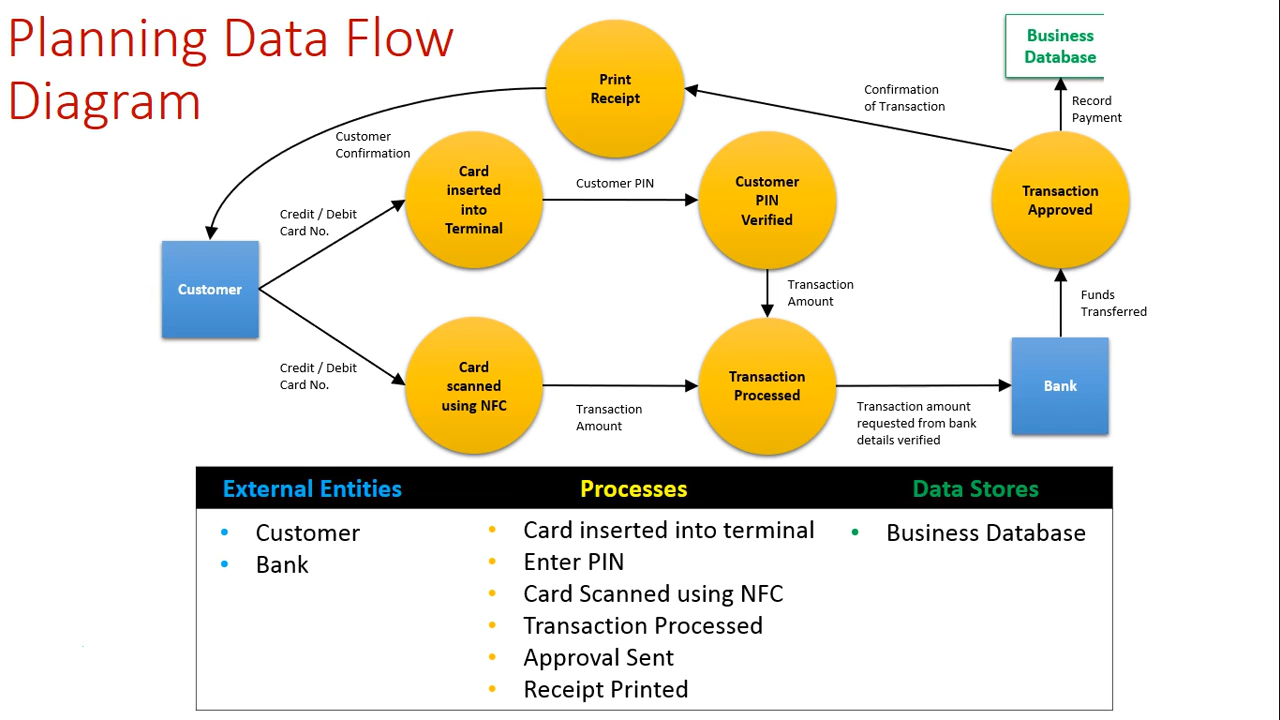 Planning Data Flow
Diagram
Print
Receipt
Business
Database
Confirmation
of Transaction
Record
Payment
Customer
Confirmation
Card
inserted
into
Terminal
Customer PIN
Customer
PIN
Verified
Transaction
Approved
Credit / Debit
Card No.
Customer
Transaction
Amount
Funds
Transferred
Credit / Debit
Card No.
Card
scanned
using NFC
Transaction
Amount
Transaction
Processed
Transaction amount
requested from bank
details verified
Bank
External Entities
Processes
Data Stores
• Customer
• Bank
• Card inserted into terminal
• Enter PIN
• Card Scanned using NFC
• Transaction Processed
• Approval Sent
• Receipt Printed
• Business Database